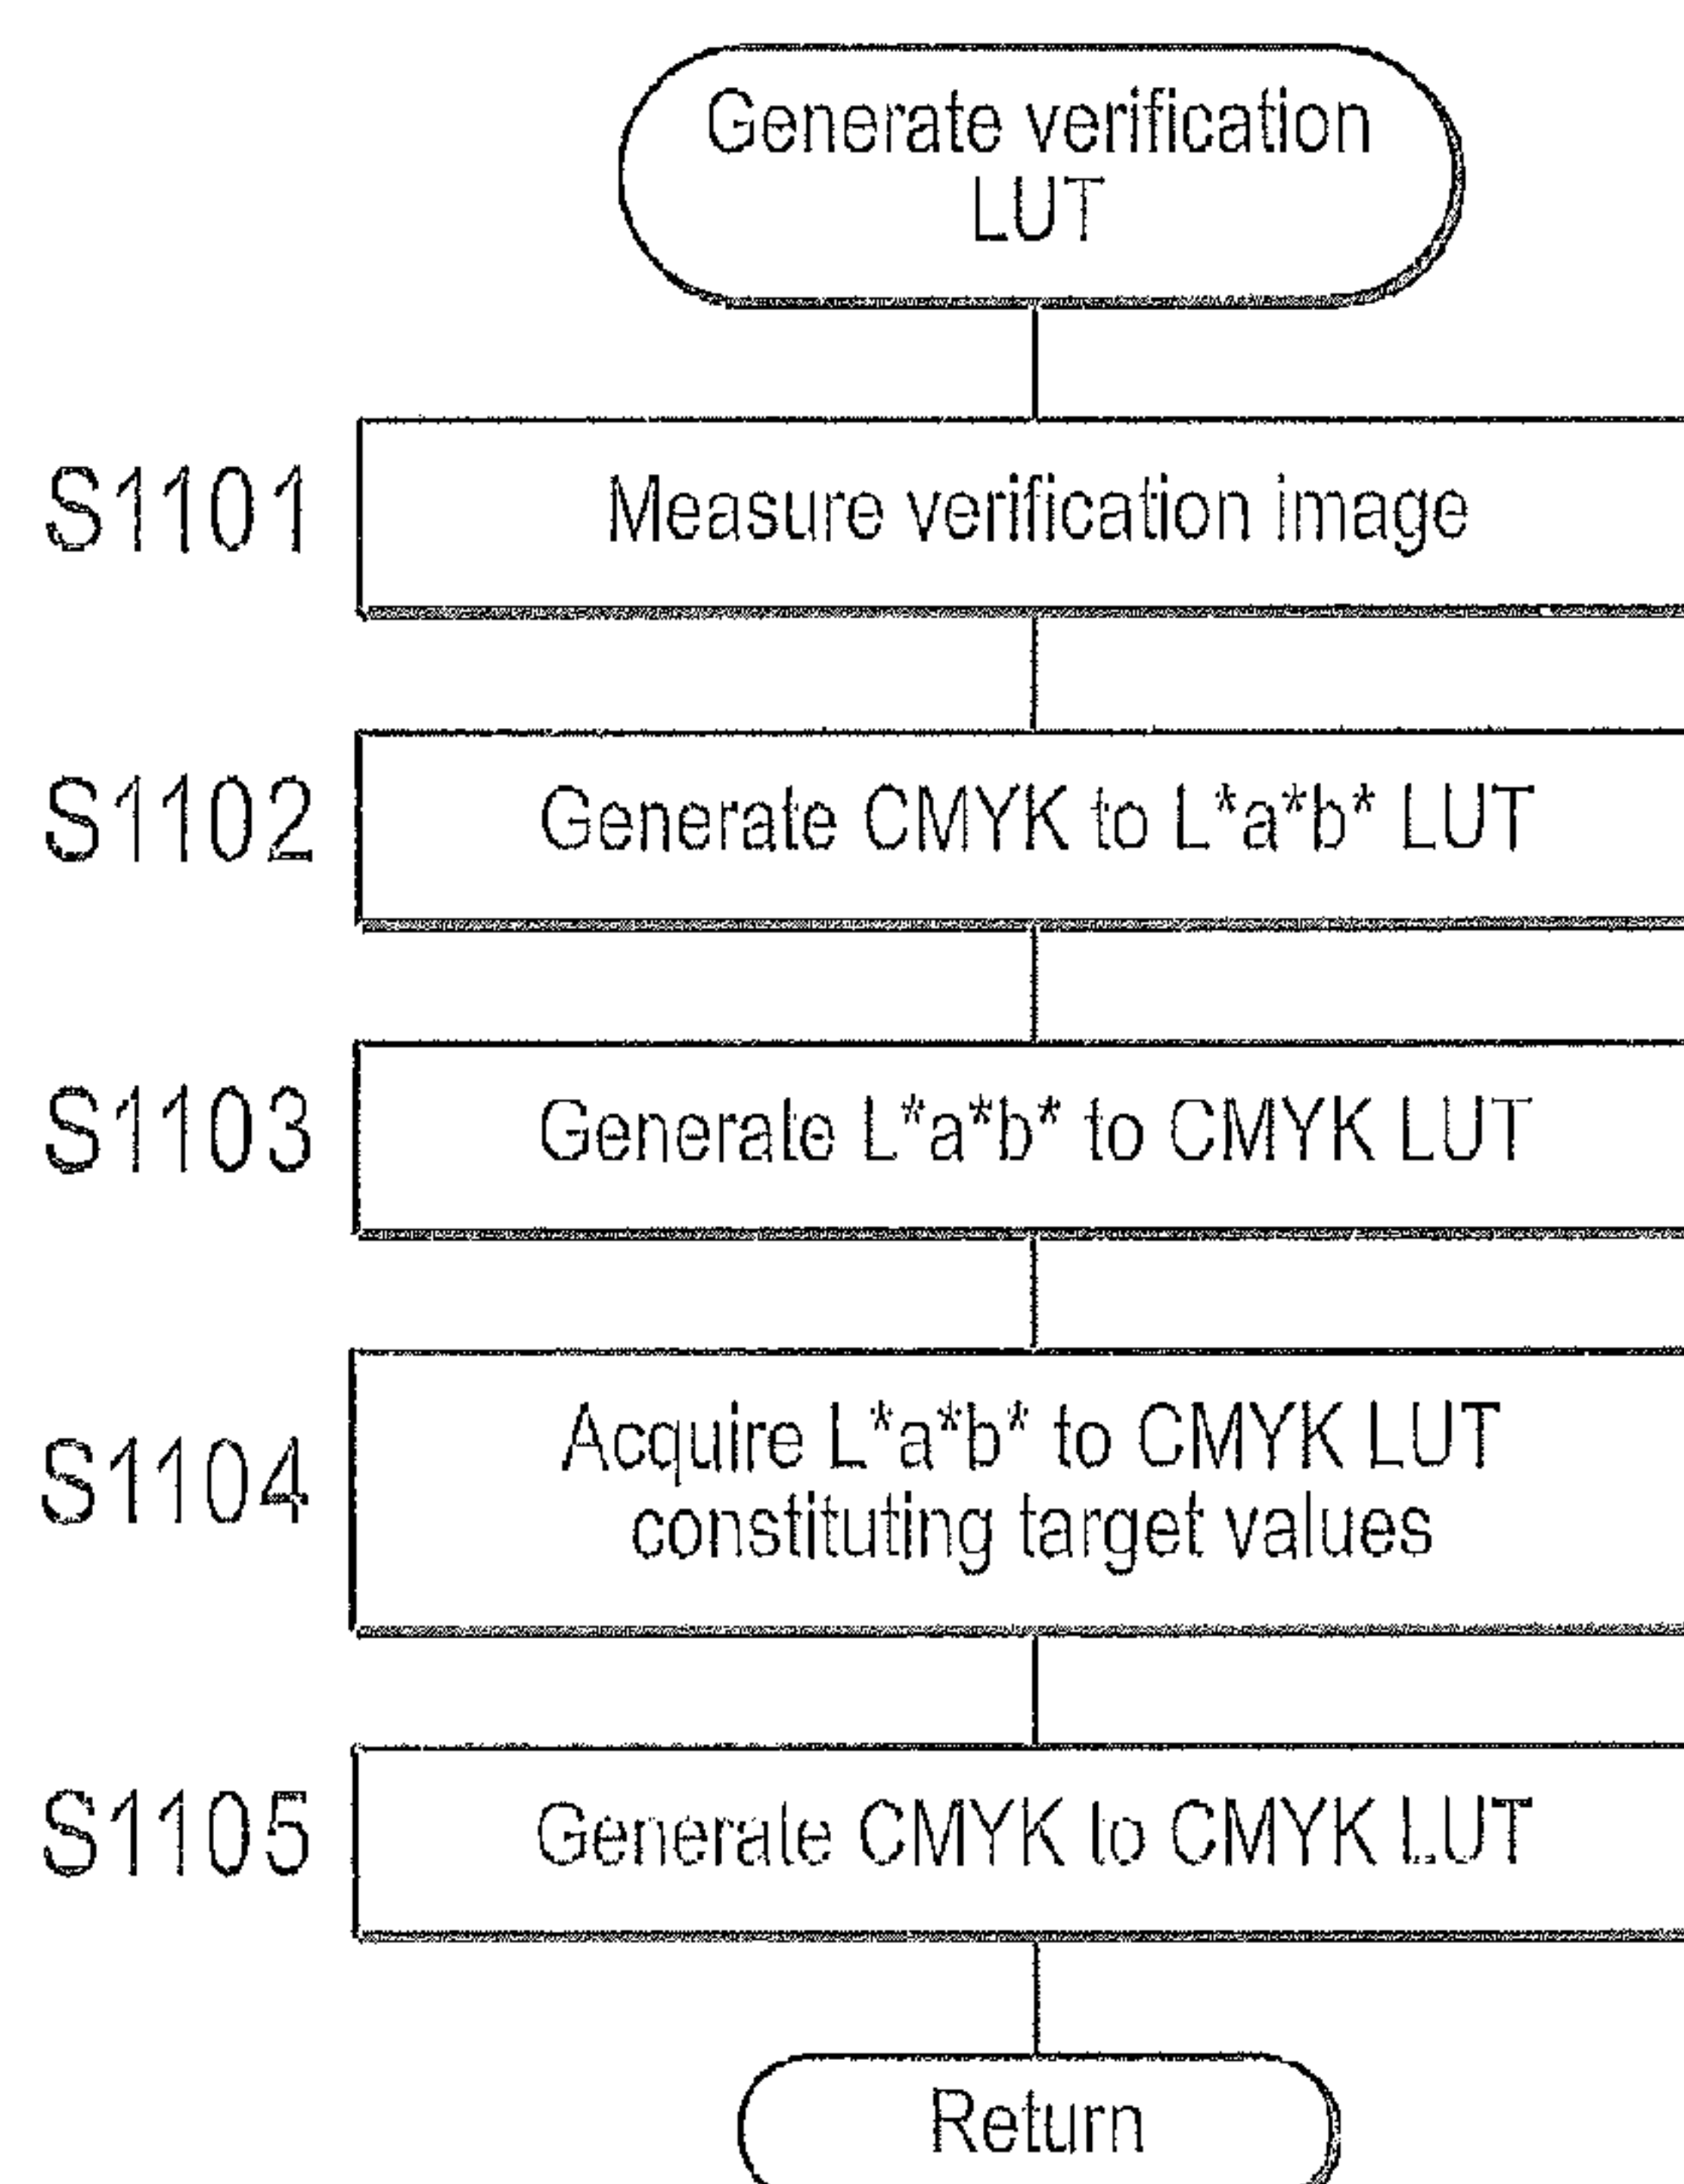 Generate verification
LUT
S1101
Measure verification image
S1102
Generate CMYK to L*a*b* LUT
S1103
Generate L*a*b* to CMYK LUT
S1104
Acquire L*a*b* to CMYK LUT
constituting target values
S1105
Generate CMYK to CMYK LUT
Return